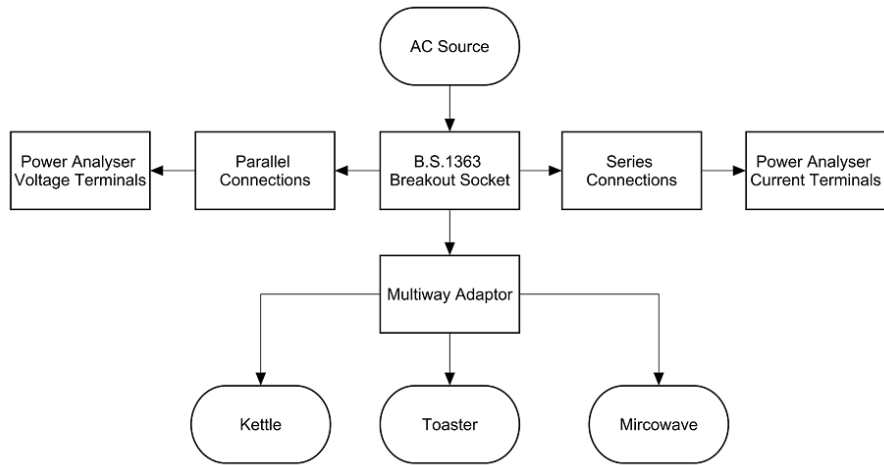 AC Source
Power Analyser
Voltage Terminals
Parallel
Connections
B.S.1363
Breakout Socket
Series
Connections
Power Analyser
Current Terminals
Multiway Adaptor
Kettle
Toaster
Mircowave